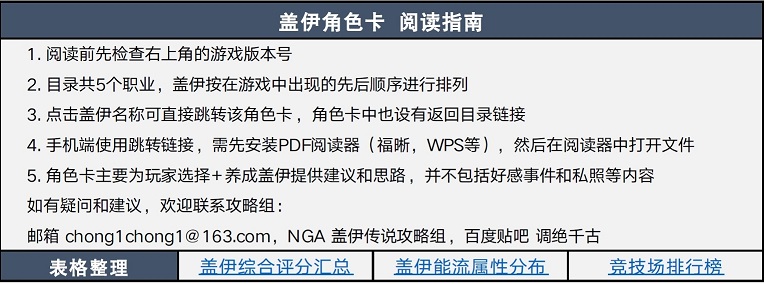 盖伊角色卡 阅读指南
1. 阅读前先检查右上角的游戏版本号
2. 目录共5个职业，盖伊按在游戏中出现的先后顺序进行排列
3. 点击盖伊名称可直接跳转该角色卡，角色卡中也设有返回目录链接
4. 手机端使用跳转链接，需先安装PDF阅读器（福晰，WPS等），然后在阅读器中打开文件
5. 角色卡主要为玩家选择+养成盖伊提供建议和思路，并不包括好感事件和私照等内容
如有疑问和建议，欢迎联系攻略组：
邮箱 chong1chong1@163.com，NGA 盖伊传说攻略组，百度贴吧 调绝千古
表格整理 盖伊综合评分汇总 盖伊能流属性分布 竞技场排行榜